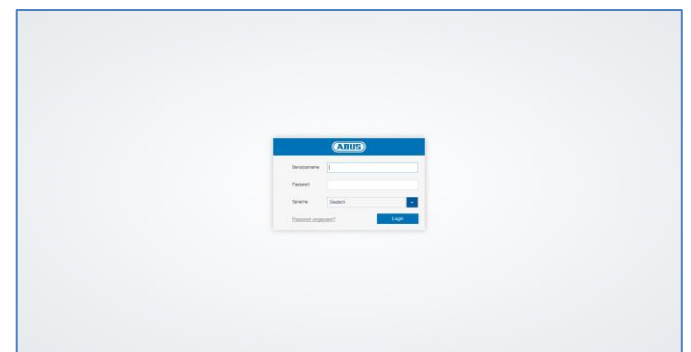 ABUS
Benutzername
Passwort
Sprache Deutsch
Passwort vergessen?
Login